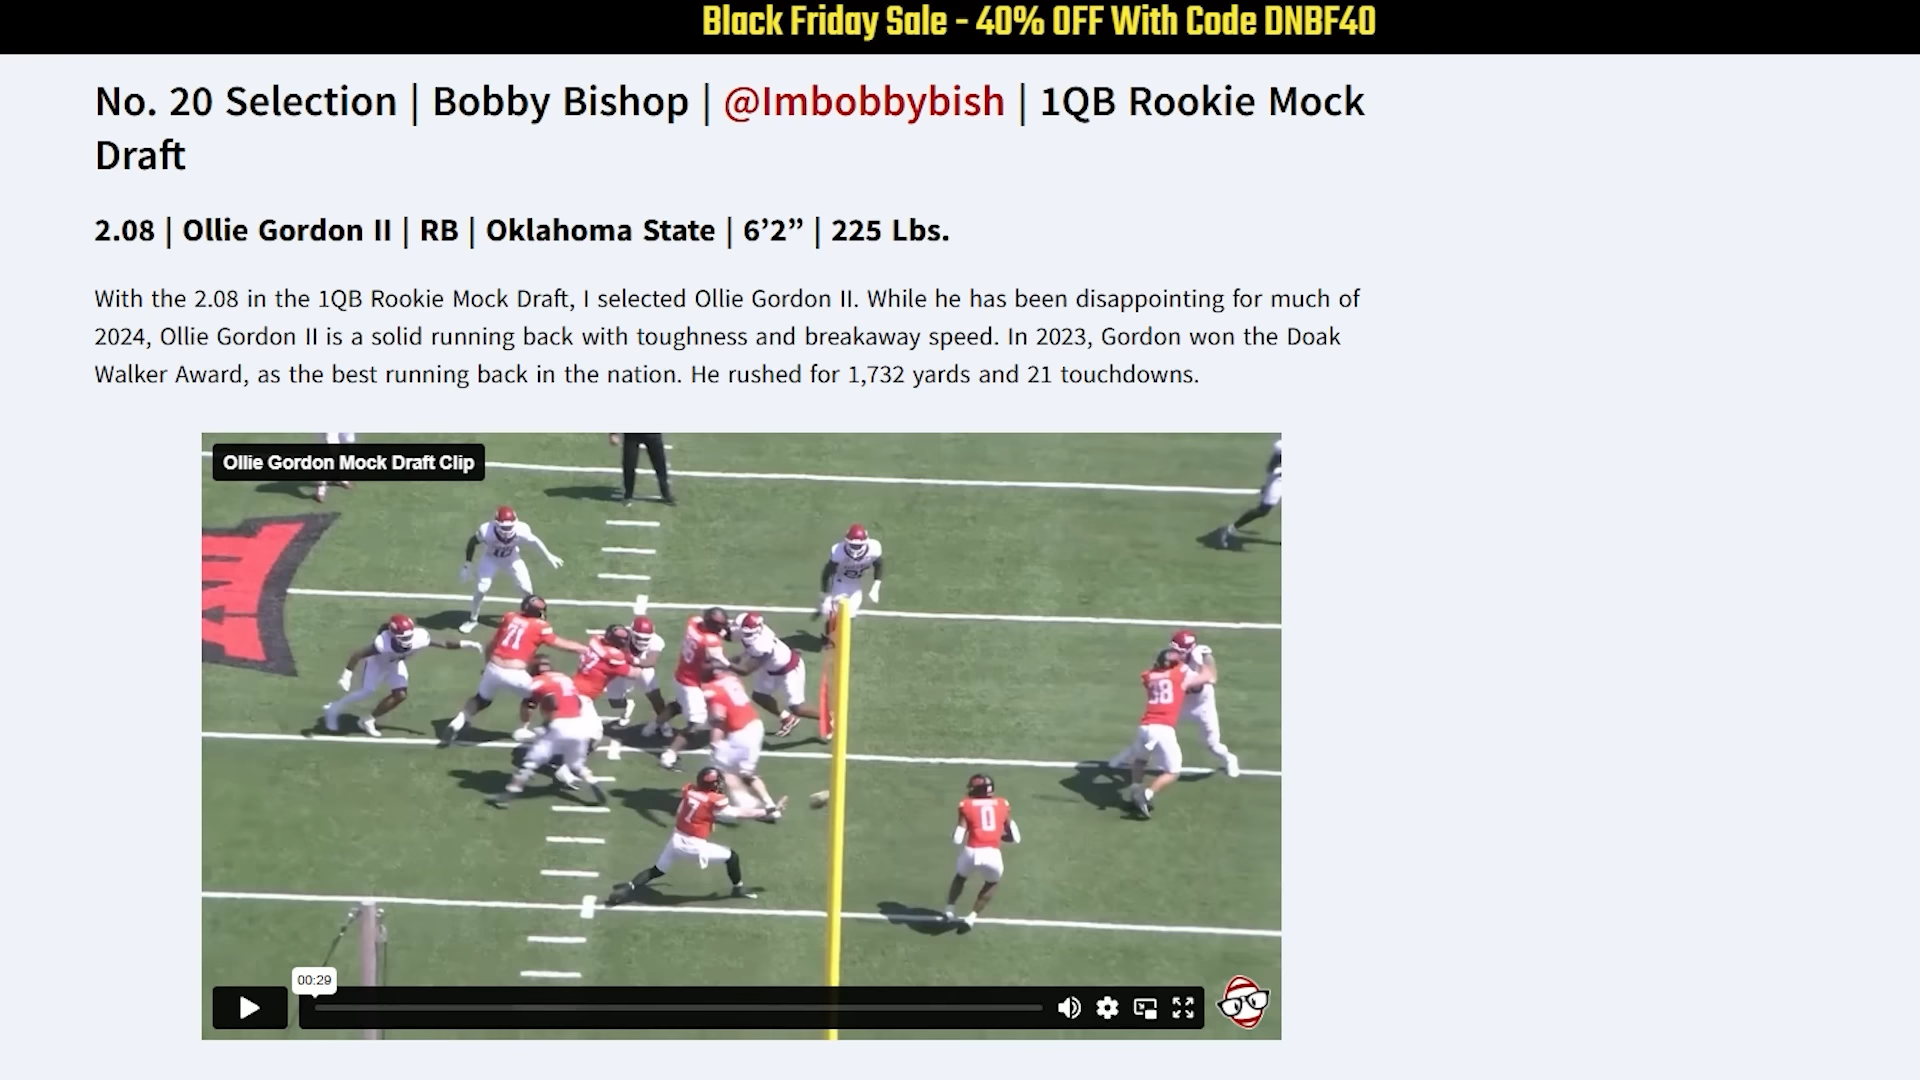 Black Friday Sale - 40% OFF With Code DNBF40
No. 20 Selection | Bobby Bishop | @Imbobbybish | 1QB Rookie Mock
Draft
2.08 | Ollie Gordon II | RB | Oklahoma State | 6’2” | 225 Lbs.
With the 2.08 in the 1QB Rookie Mock Draft, I selected Ollie Gordon II. While he has been disappointing for much of
2024, Ollie Gordon II is a solid running back with toughness and breakaway speed. In 2023, Gordon won the Doak
Walker Award, as the best running back in the nation. He rushed for 1,732 yards and 21 touchdowns.
Ollie Gordon Mock Draft Clip
71
7
0
00:29